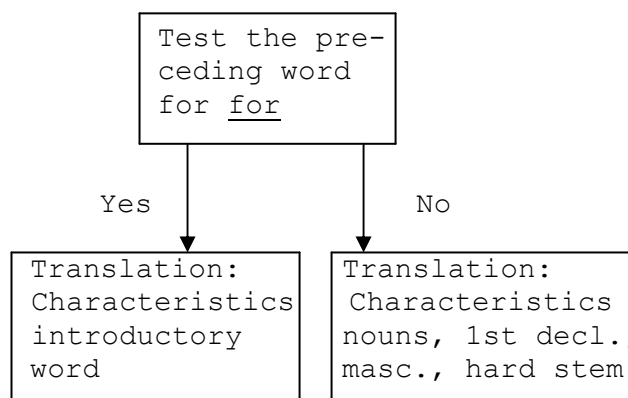 Test the pre-
ceding word
for for
Yes
No
Translation:
Characteristics
introductory
word
Translation:
Characteristics
nouns, 1st decl.,
masc., hard stem